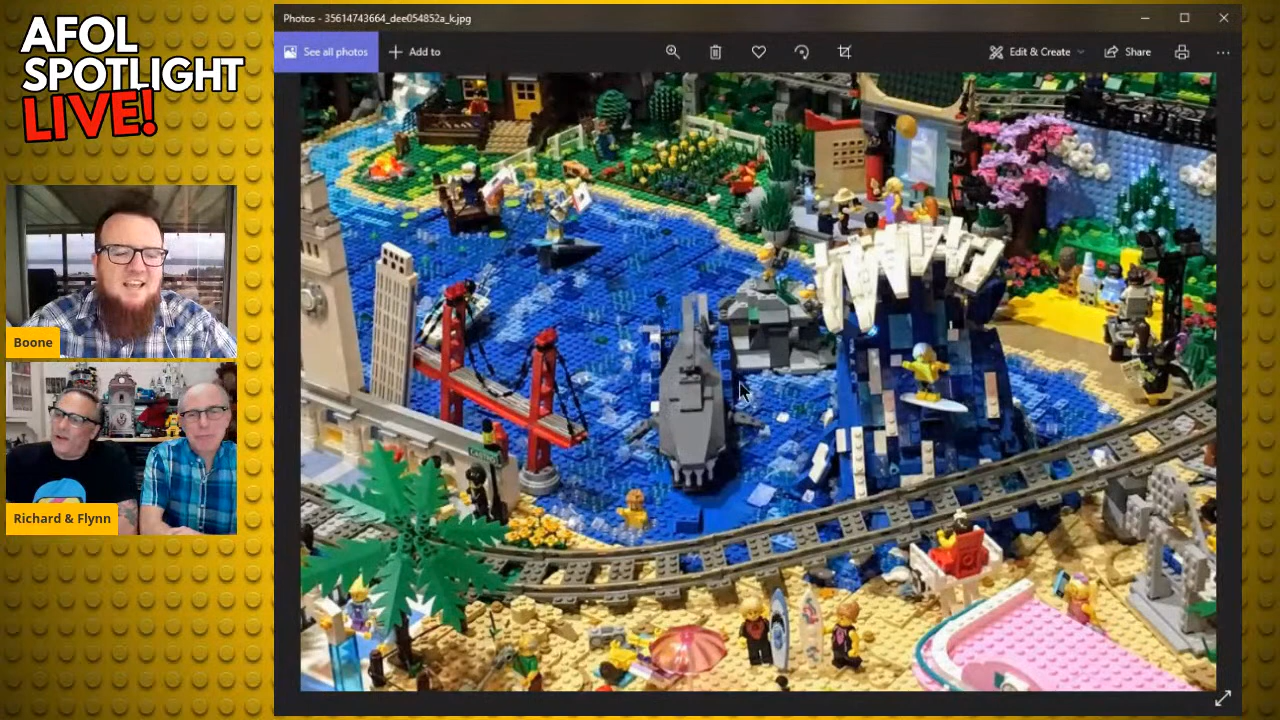 AFOL
SPOTLIGHT
LIVE!
Boone
Richard & Flynn
Photos - 35614743664_dee054852a_k.jpg
See all photos
Add to
Edit & Create
Share